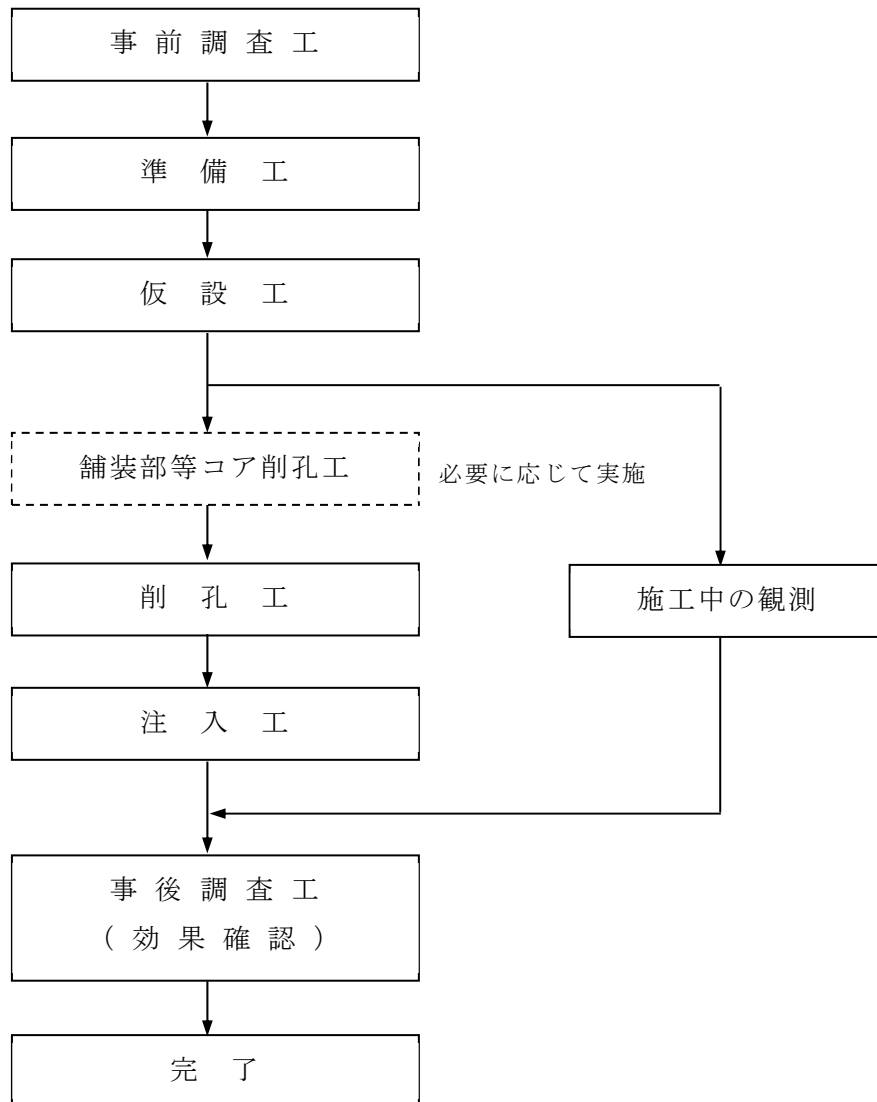 事前調査工
準備工
仮設工
舗装部等コア削孔工
必要に応じて実施
削孔工
施工中の観測
注入工
事後調査工
(効果確認)
完了